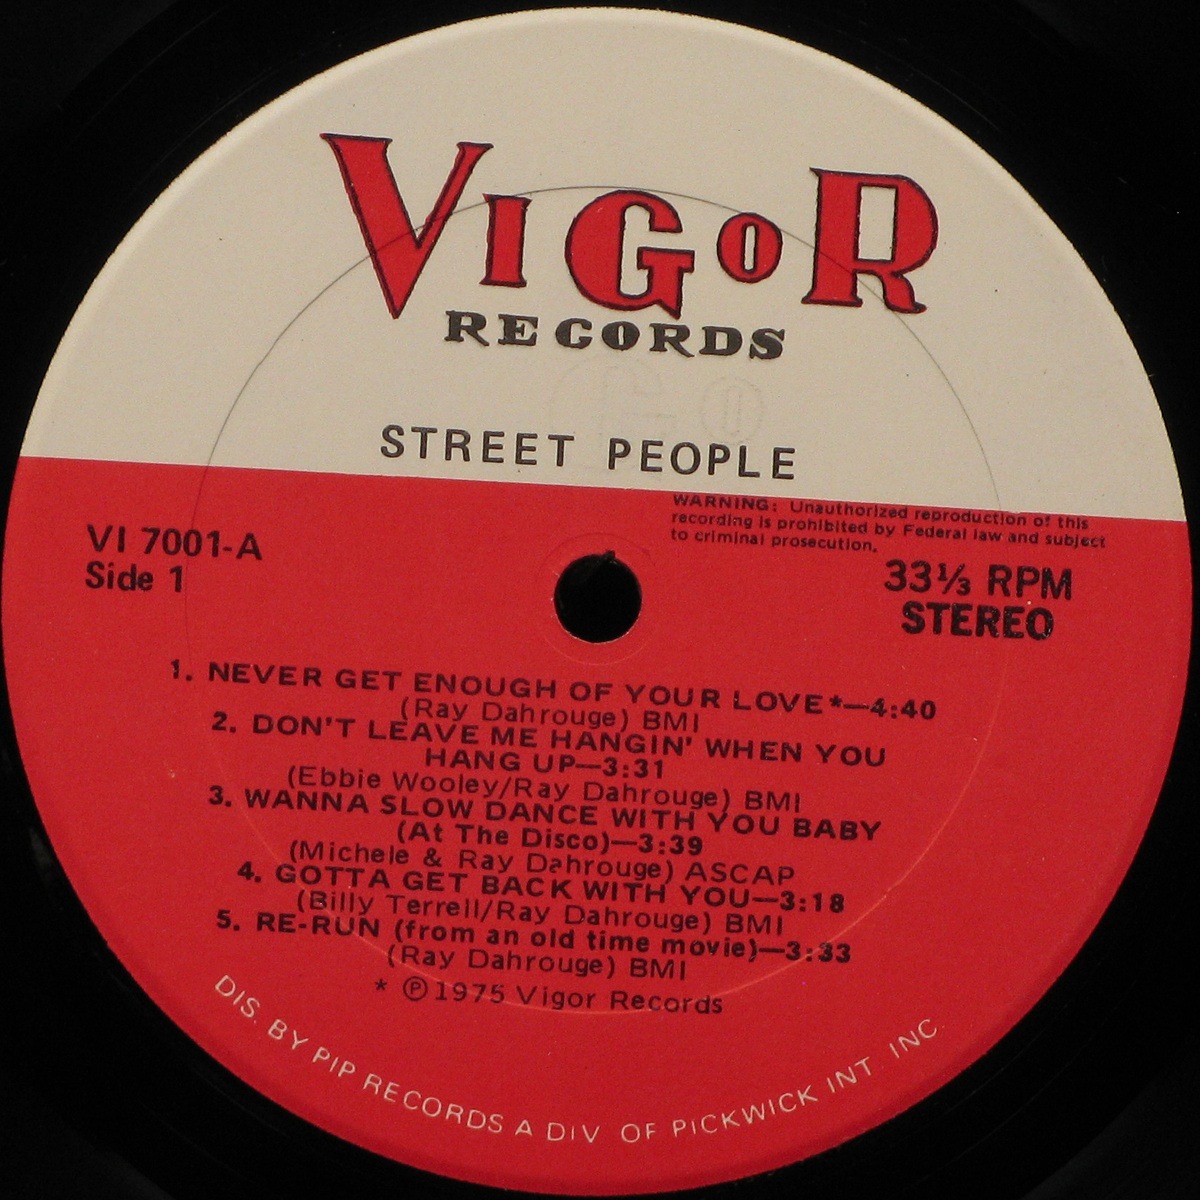 VIGOR
RECORDS
STREET PEOPLE
WARNING: Unauthorized reproduction of this
recording is prohibited by Federal law and subject
to criminal prosecution.
VI 7001-A
Side 1
33⅓ RPM
STEREO
1. NEVER GET ENOUGH OF YOUR LOVE*—4:40
(Ray Dahrouge) BMI
2. DON'T LEAVE ME HANGIN' WHEN YOU
HANG UP—3:31
(Ebbie Wooley/Ray Dahrouge) BMI
3. WANNA SLOW DANCE WITH YOU BABY
(At The Disco)—3:39
(Michele & Ray Dahrouge) ASCAP
4. GOTTA GET BACK WITH YOU—3:18
(Billy Terrell/Ray Dahrouge) BMI
5. RE-RUN (from an old time movie)—3:33
(Ray Dahrouge) BMI
* ℗1975 Vigor Records
DIS. BY PIP RECORDS A DIV OF PICKWICK INT. INC.